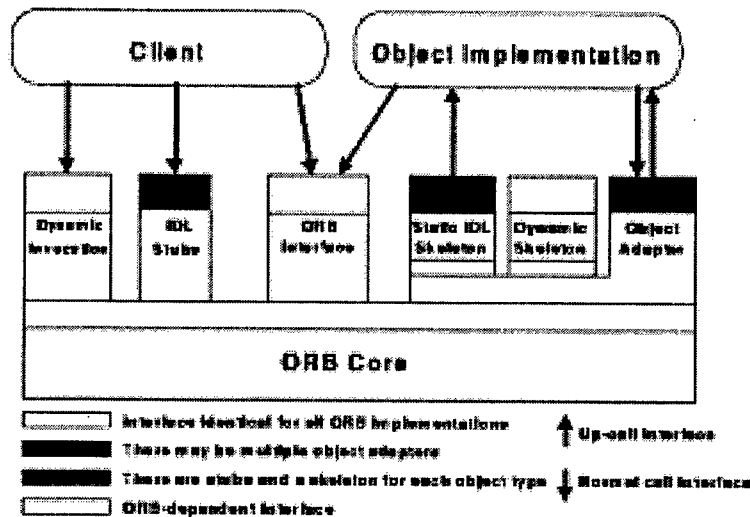 Client
Object Implementation
Dynamic
Invocation
IDL
Stubs
ORB
Interface
Static IDL
Skeleton
Dynamic
Skeleton
Object
Adapter
ORB Core
Interface identical for all ORB implementations
There may be multiple object adapters
There are stubs and a skeleton for each object type
ORB-dependent interface
Up-call interface
Normal call interface